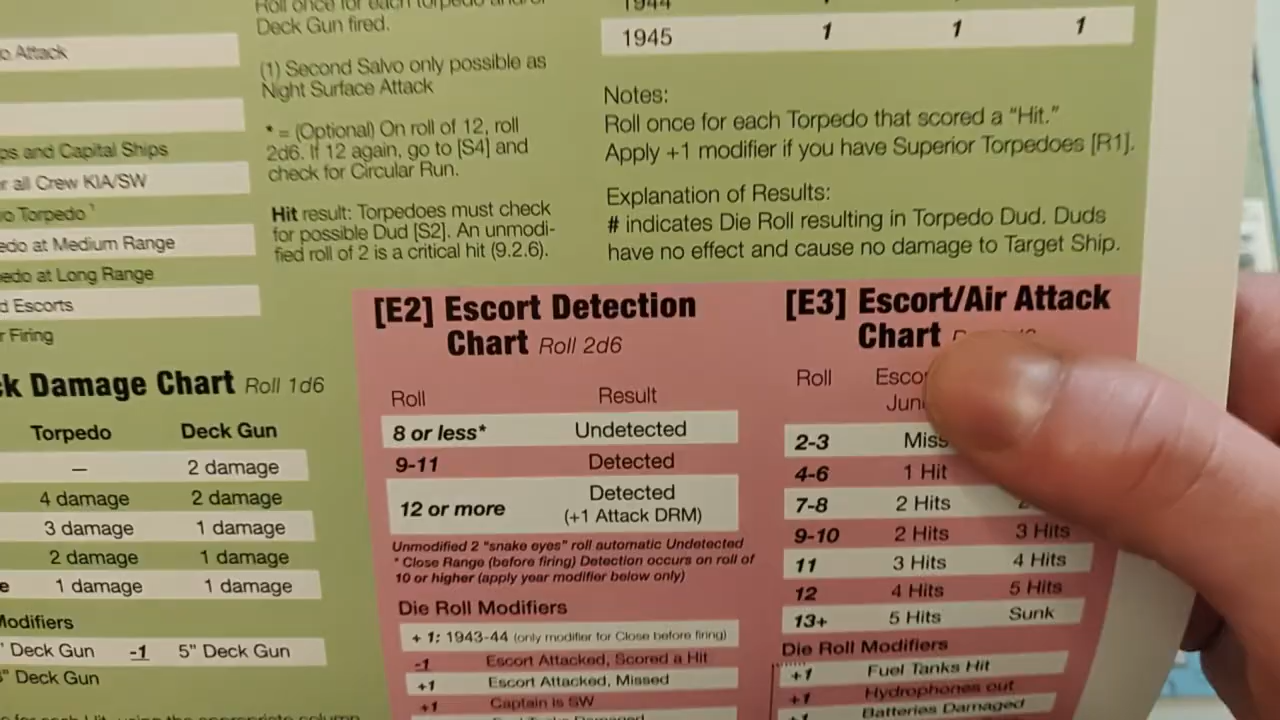 Roll once for each torpedo and/or
Deck Gun fired.
(1) Second Salvo only possible as
Night Surface Attack
* = (Optional) On roll of 12, roll
2d6. If 12 again, go to [S4] and
check for Circular Run.
Hit result: Torpedoes must check
for possible Dud [S2]. An unmodi-
fied roll of 2 is a critical hit (9.2.6).
1944
1945 1 1 1
Notes:
Roll once for each Torpedo that scored a “Hit.”
Apply +1 modifier if you have Superior Torpedoes [R1].
Explanation of Results:
# indicates Die Roll resulting in Torpedo Dud. Duds
have no effect and cause no damage to Target Ship.
Attack
and Capital Ships
all Crew KIA/SW
Torpedo ¹
at Medium Range
at Long Range
Escorts
Firing
Damage Chart Roll 1d6
Torpedo Deck Gun
— 2 damage
4 damage 2 damage
3 damage 1 damage
2 damage 1 damage
1 damage 1 damage
Modifiers
Deck Gun -1 5" Deck Gun
Deck Gun
for each Hit, using the appropriate column
[E2] Escort Detection
Chart Roll 2d6
Roll Result
8 or less* Undetected
9-11 Detected
12 or more Detected
(+1 Attack DRM)
Unmodified 2 "snake eyes" roll automatic Undetected
* Close Range (before firing) Detection occurs on roll of
10 or higher (apply year modifier below only)
Die Roll Modifiers
+ 1: 1943-44 (only modifier for Close before firing)
-1 Escort Attacked, Scored a Hit
+1 Escort Attacked, Missed
+1 Captain is SW
+1 Fuel Tanks Damaged
[E3] Escort/Air Attack
Chart
Roll
2-3 Miss
4-6 1 Hit
7-8 2 Hits
9-10 2 Hits 3 Hits
11 3 Hits 4 Hits
12 4 Hits 5 Hits
13+ 5 Hits Sunk
Die Roll Modifiers
+1 Fuel Tanks Hit
+1 Hydrophones out
+1 Batteries Damaged